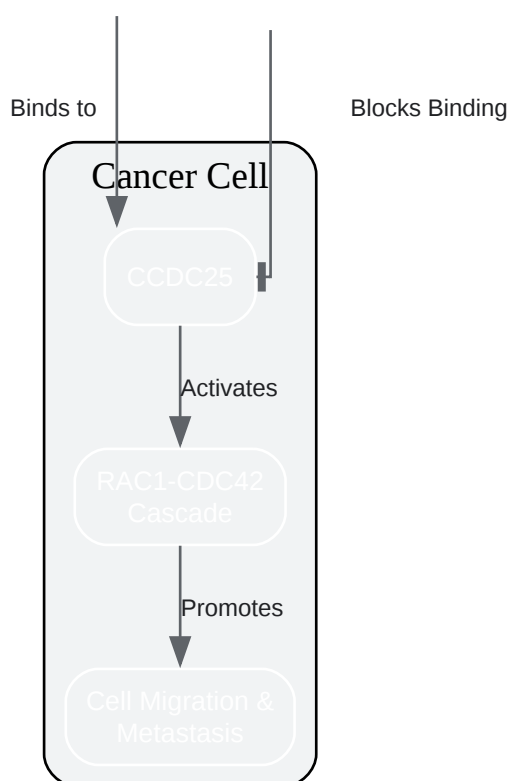 Binds to
Blocks Binding
Cancer Cell
CCDC25
Activates
RAC1-CDC42
Cascade
Promotes
Cell Migration &
Metastasis